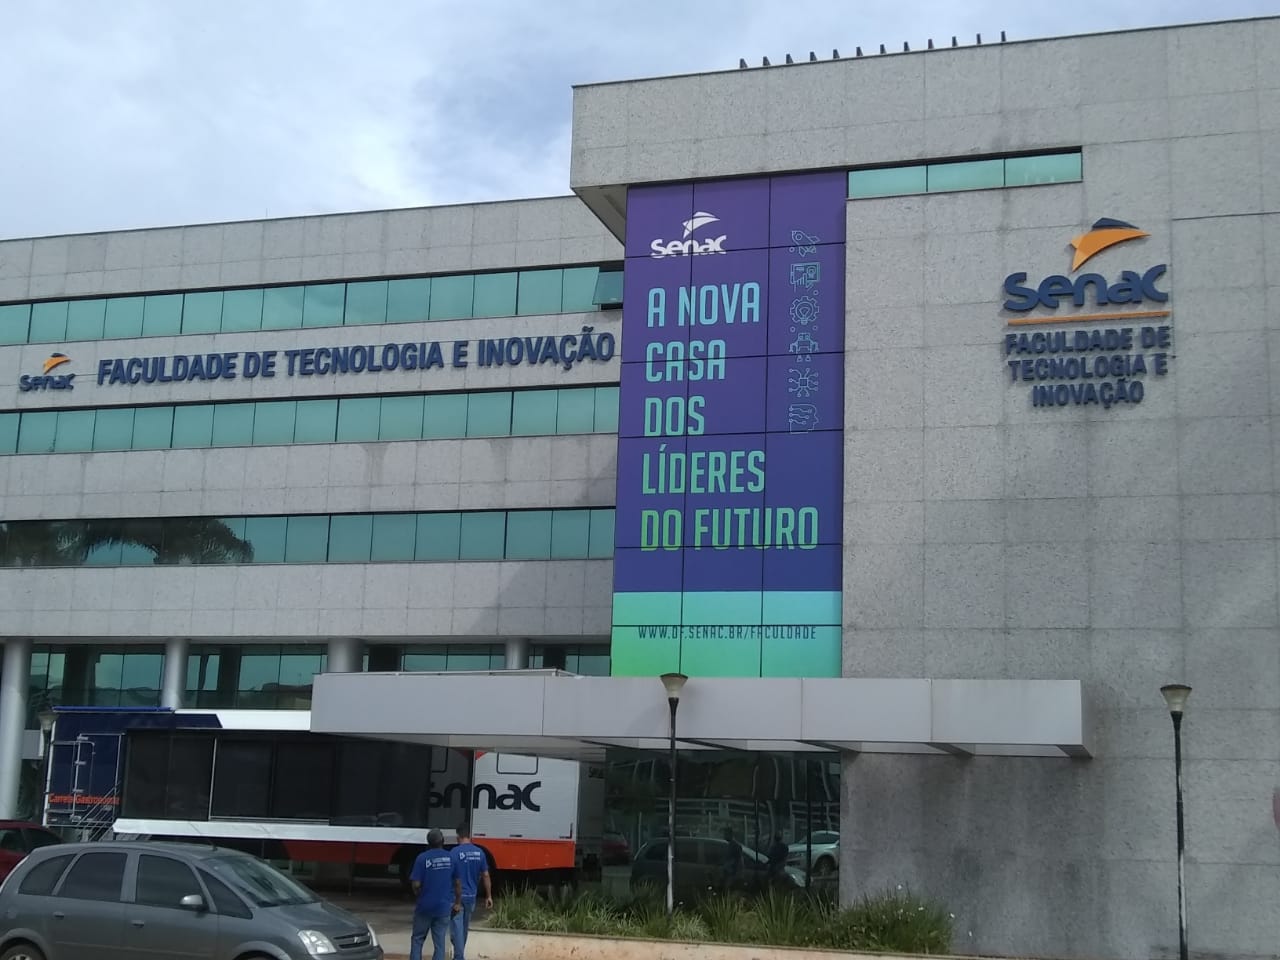 Senac
FACULDADE DE TECNOLOGIA E INOVAÇÃO
Senac
A NOVA
CASA
DOS
LÍDERES
DO FUTURO
WWW.DF.SENAC.BR/FACULDADE
Senac
FACULDADE DE
TECNOLOGIA E
INOVAÇÃO
Senac